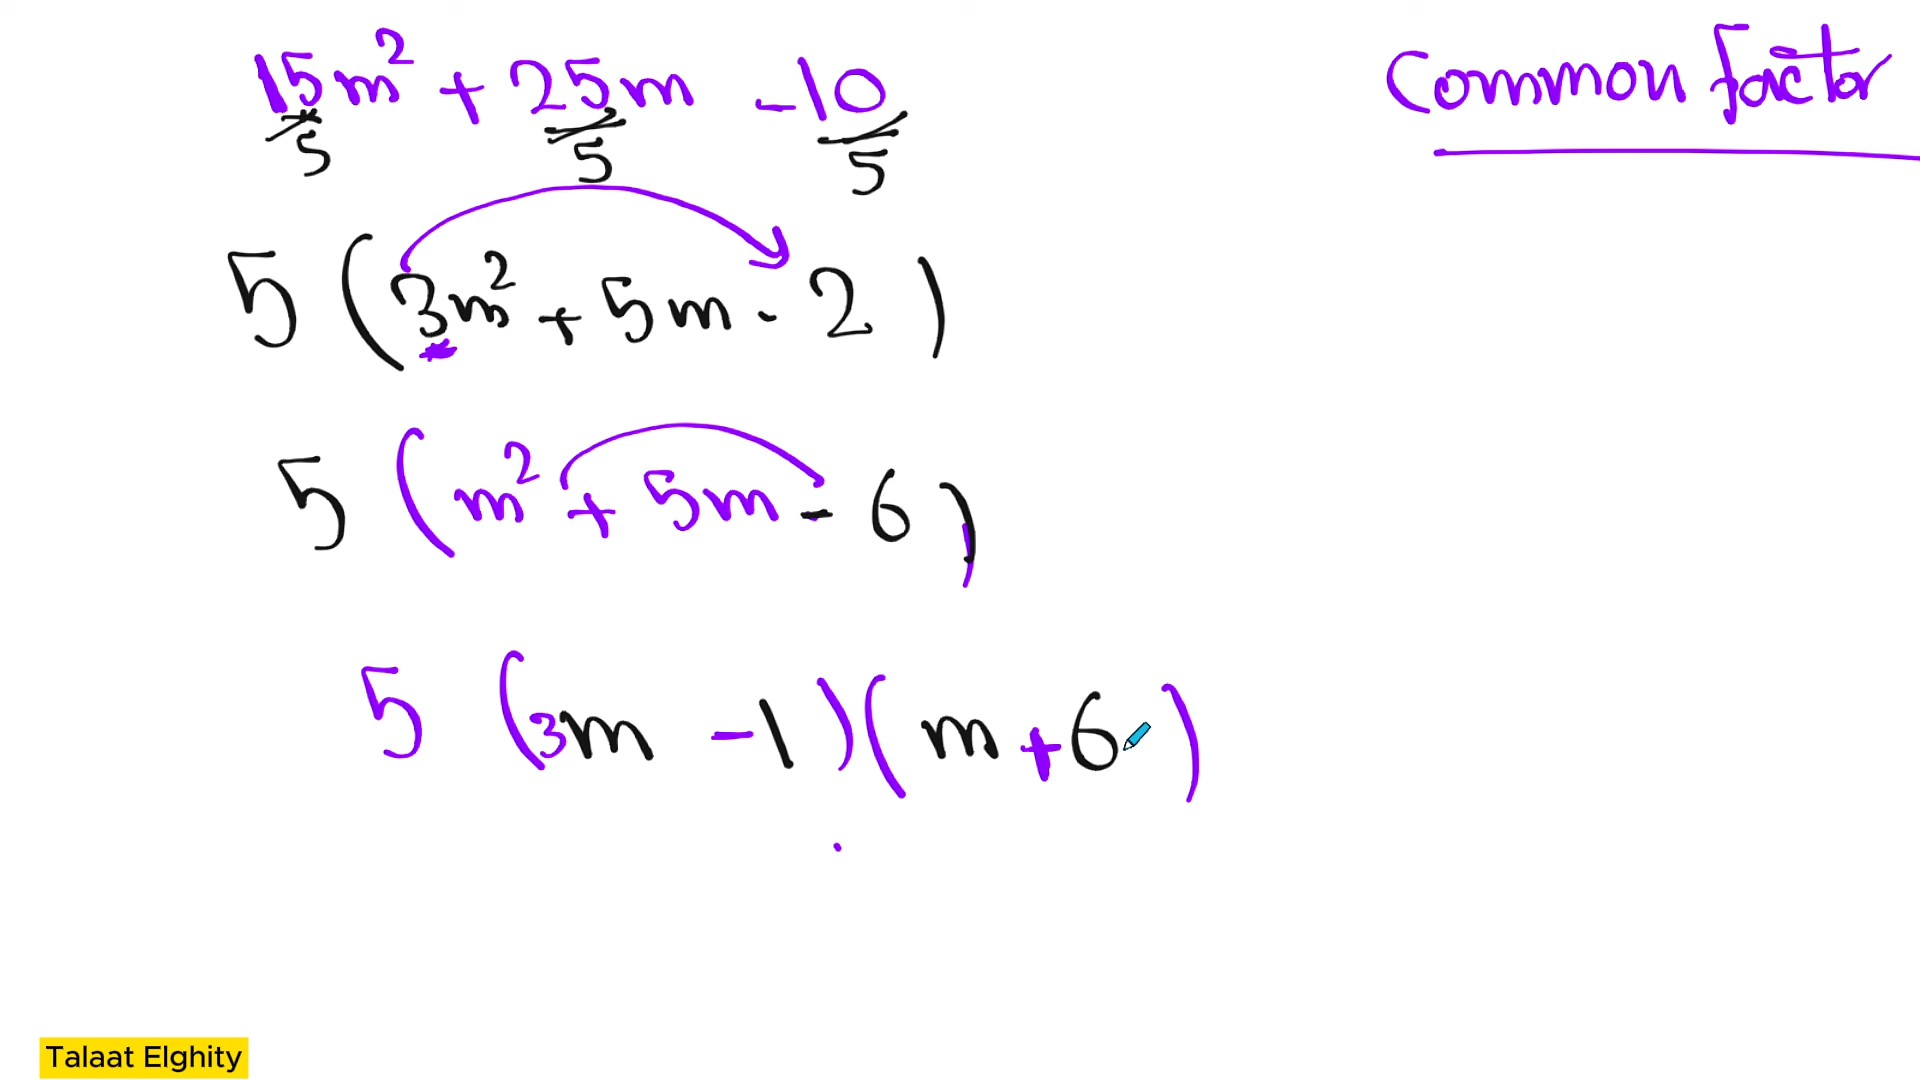 Common factor
15m² + 25m - 10
5 5 5
5 (3m² + 5m - 2)
5 (m² + 5m - 6)
5 (3m - 1)(m + 6)
Talaat Elghity